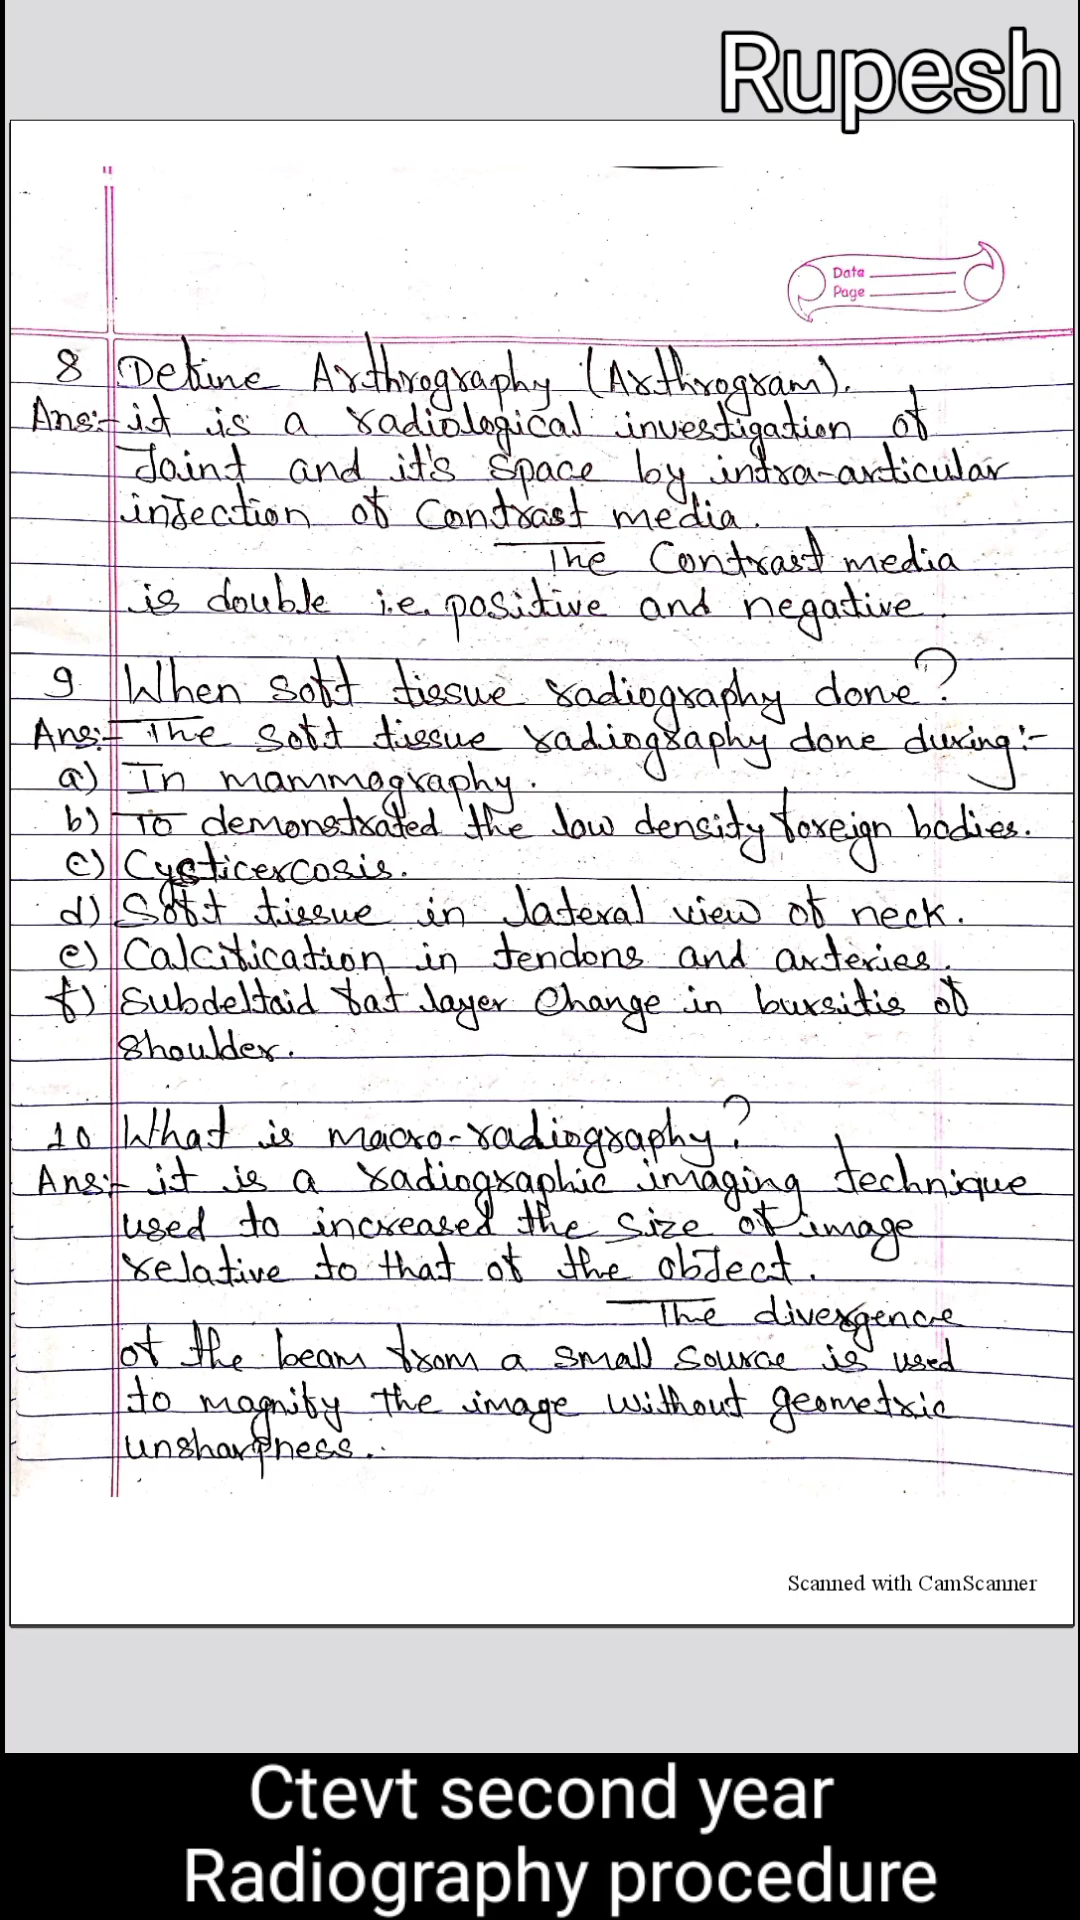 Rupesh
Date
Page
8 Define Arthrography (Arthrogram).
Ans:- it is a radiological investigation of
Joint and it's space by intra-articular
inJection of Contrast media.
The Contrast media
is double i.e. positive and negative.
9 When soft tissue radiography done?
Ans:- The soft tissue radiography done during:-
a) In mammography.
b) To demonstrated the low density foreign bodies.
c) Cysticercosis.
d) Soft tissue in lateral view of neck.
e) Calcification in tendons and arteries.
f) Subdeltoid fat layer change in bursitis of
shoulder.
10 What is macro-radiography?
Ans:- it is a radiographic imaging technique
used to increased the size of image
relative to that of the obJect.
The divergence
of the beam from a small source is used
to magnify the image without geometric
unsharpness.
Scanned with CamScanner
Ctevt second year
Radiography procedure